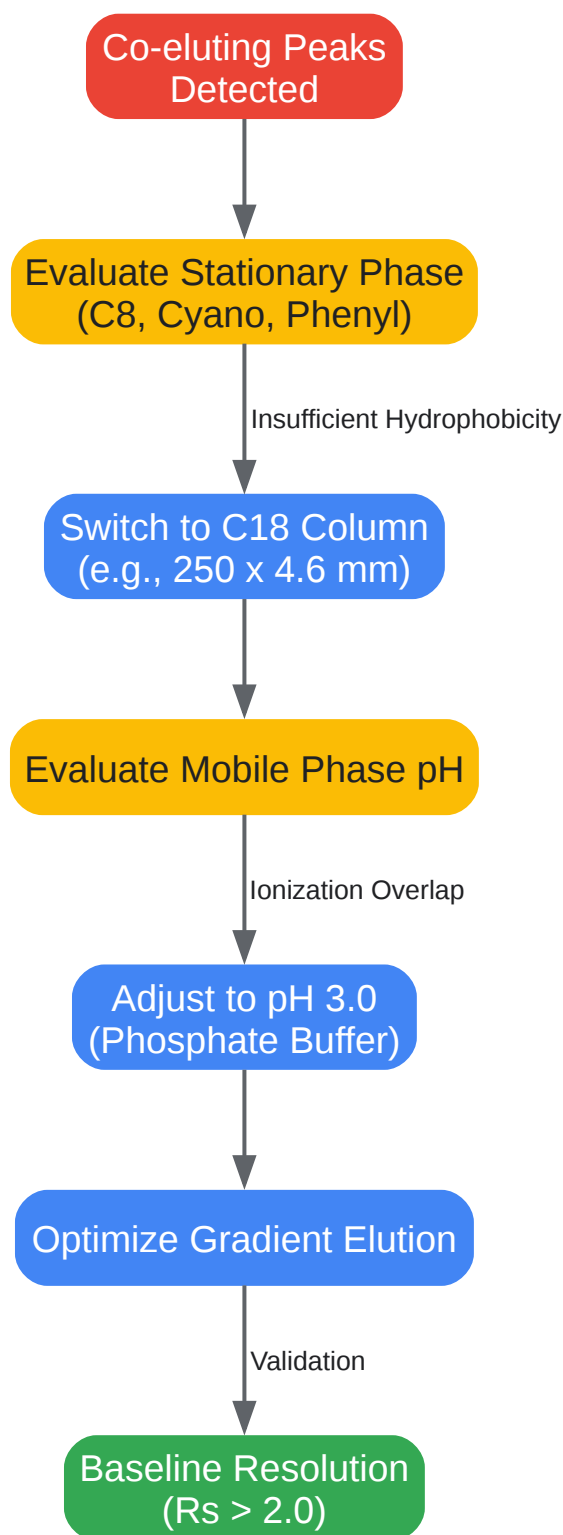 Co-eluting Peaks
Detected
Evaluate Stationary Phase
(C8, Cyano, Phenyl)
Insufficient Hydrophobicity
Switch to C18 Column
(e.g., 250 x 4.6 mm)
Evaluate Mobile Phase pH
Ionization Overlap
Adjust to pH 3.0
(Phosphate Buffer)
Optimize Gradient Elution
Validation
Baseline Resolution
(Rs > 2.0)